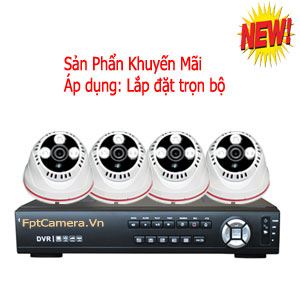 NEW!
Sản Phẩn Khuyến Mãi
Áp dụng: Lắp đặt trọn bộ
FptCamera.Vn
DVR